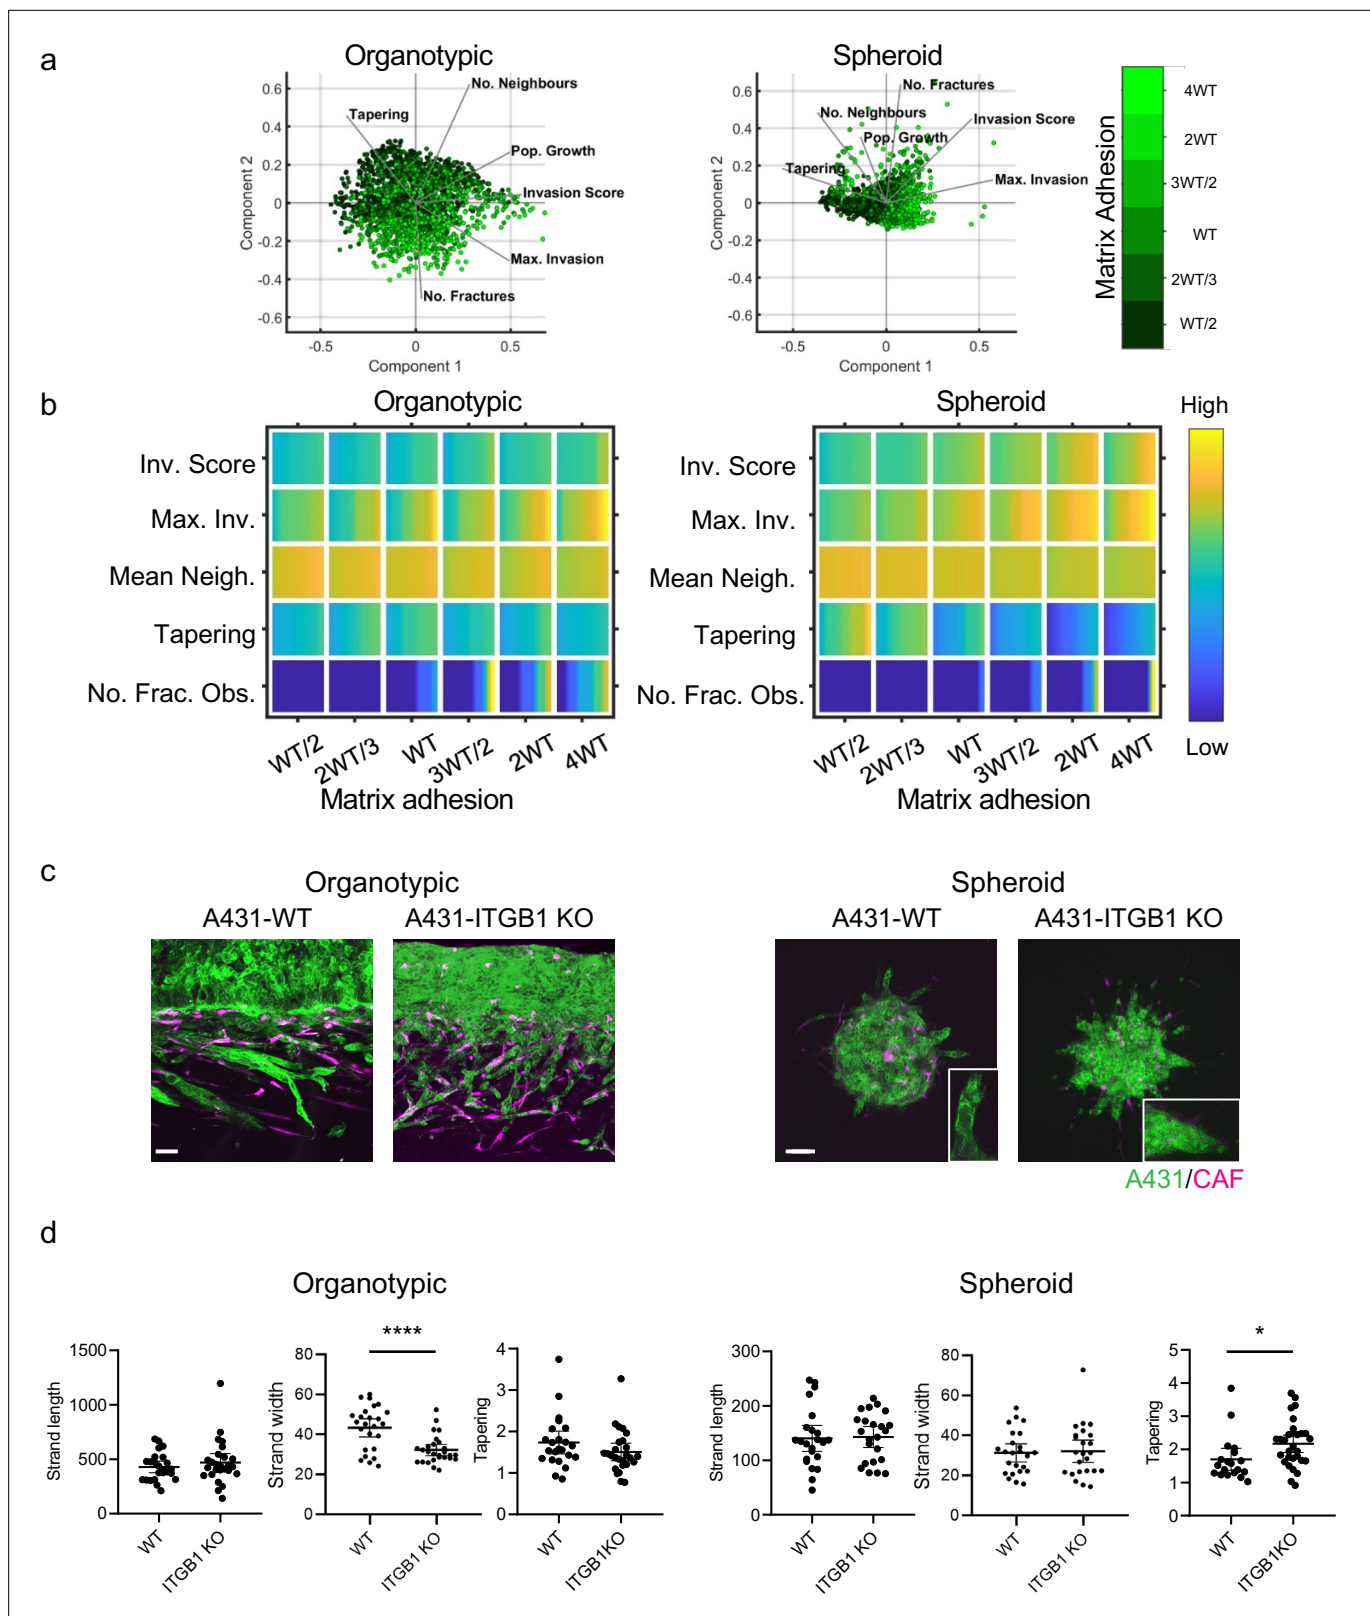 a
Organotypic
Spheroid
No. Neighbours
Tapering
Pop. Growth
Invasion Score
Max. Invasion
No. Fractures
0.6
0.4
0.2
0
-0.2
-0.4
-0.6
-0.5
0
0.5
Component 2
Component 1
No. Fractures
No. Neighbours
Invasion Score
Pop. Growth
Tapering
Max. Invasion
0.6
0.4
0.2
0
-0.2
-0.4
-0.6
-0.5
0
0.5
Component 2
Component 1
Matrix Adhesion
4WT
2WT
3WT/2
WT
2WT/3
WT/2
b
Organotypic
Spheroid
Inv. Score
Max. Inv.
Mean Neigh.
Tapering
No. Frac. Obs.
WT/2
2WT/3
WT
3WT/2
2WT
4WT
Matrix adhesion
Inv. Score
Max. Inv.
Mean Neigh.
Tapering
No. Frac. Obs.
WT/2
2WT/3
WT
3WT/2
2WT
4WT
Matrix adhesion
High
Low
c
Organotypic
Spheroid
A431-WT
A431-ITGB1 KO
A431-WT
A431-ITGB1 KO
A431/CAF
d
Organotypic
Spheroid
Strand length
1500
1000
500
0
WT
ITGB1 KO
Strand width
80
60
40
20
0
****
WT
ITGB1 KO
Tapering
4
3
2
1
0
WT
ITGB1KO
Strand length
300
200
150
100
50
0
WT
ITGB1 KO
Strand width
80
60
40
20
0
WT
ITGB1 KO
Tapering
5
4
3
2
1
0
*
WT
ITGB1KO